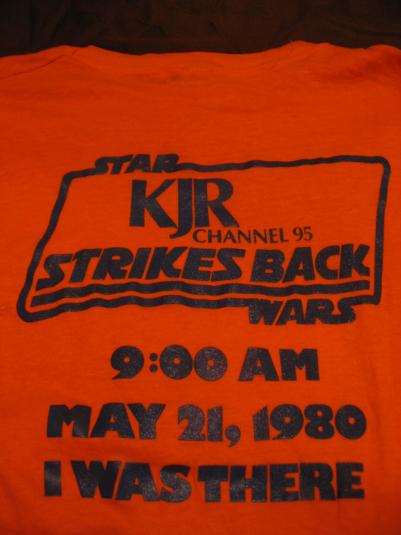 STAR
KJR
CHANNEL 95
STRIKES BACK
WARS
9:00 AM
MAY 21, 1980
I WAS THERE